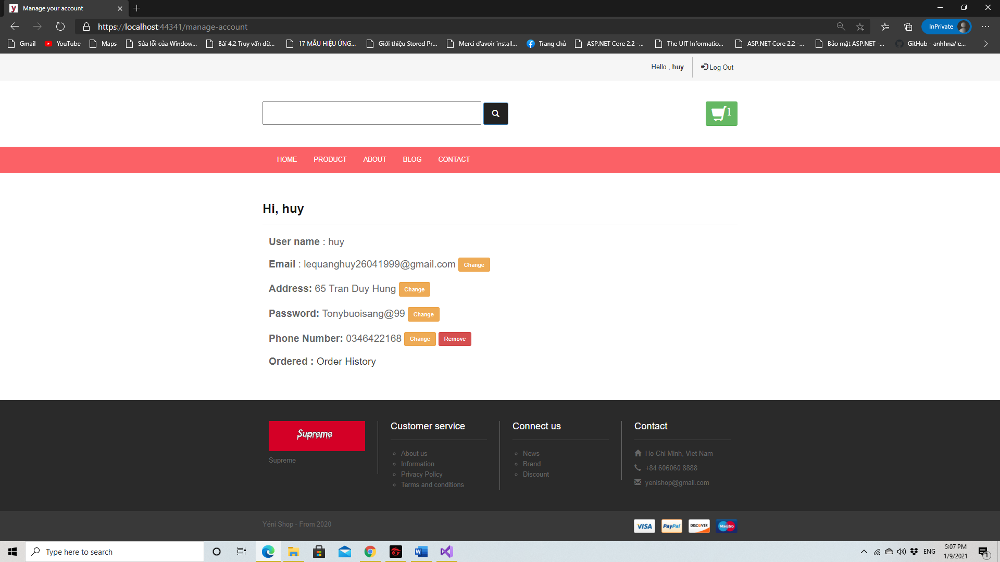 Manage your account
https://localhost:44341/manage-account
InPrivate
Gmail
YouTube
Maps
Sửa lỗi của Window...
Bài 4.2 Truy vấn dữ...
17 MẪU HIỆU ỨNG...
Giới thiệu Stored Pr...
Merci d'avoir install...
Trang chủ
ASP.NET Core 2.2 -...
The UIT Informatio...
ASP.NET Core 2.2 -...
Bảo mật ASP.NET -...
GitHub - anhhna/le...
Hello , huy
Log Out
1
HOME PRODUCT ABOUT BLOG CONTACT
Hi, huy
User name : huy
Email : lequanghuy26041999@gmail.com Change
Address: 65 Tran Duy Hung Change
Password: Tonybuoisang@99 Change
Phone Number: 0346422168 Change Remove
Ordered : Order History
Supreme
Supreme
Customer service
About us
Information
Privacy Policy
Terms and conditions
Connect us
News
Brand
Discount
Contact
Ho Chi Minh, Viet Nam
+84 606060 8888
yenishop@gmail.com
Yéni Shop - From 2020
VISA
PayPal
DISCOVER
Maestro
Type here to search
ENG
5:07 PM
1/9/2021
1